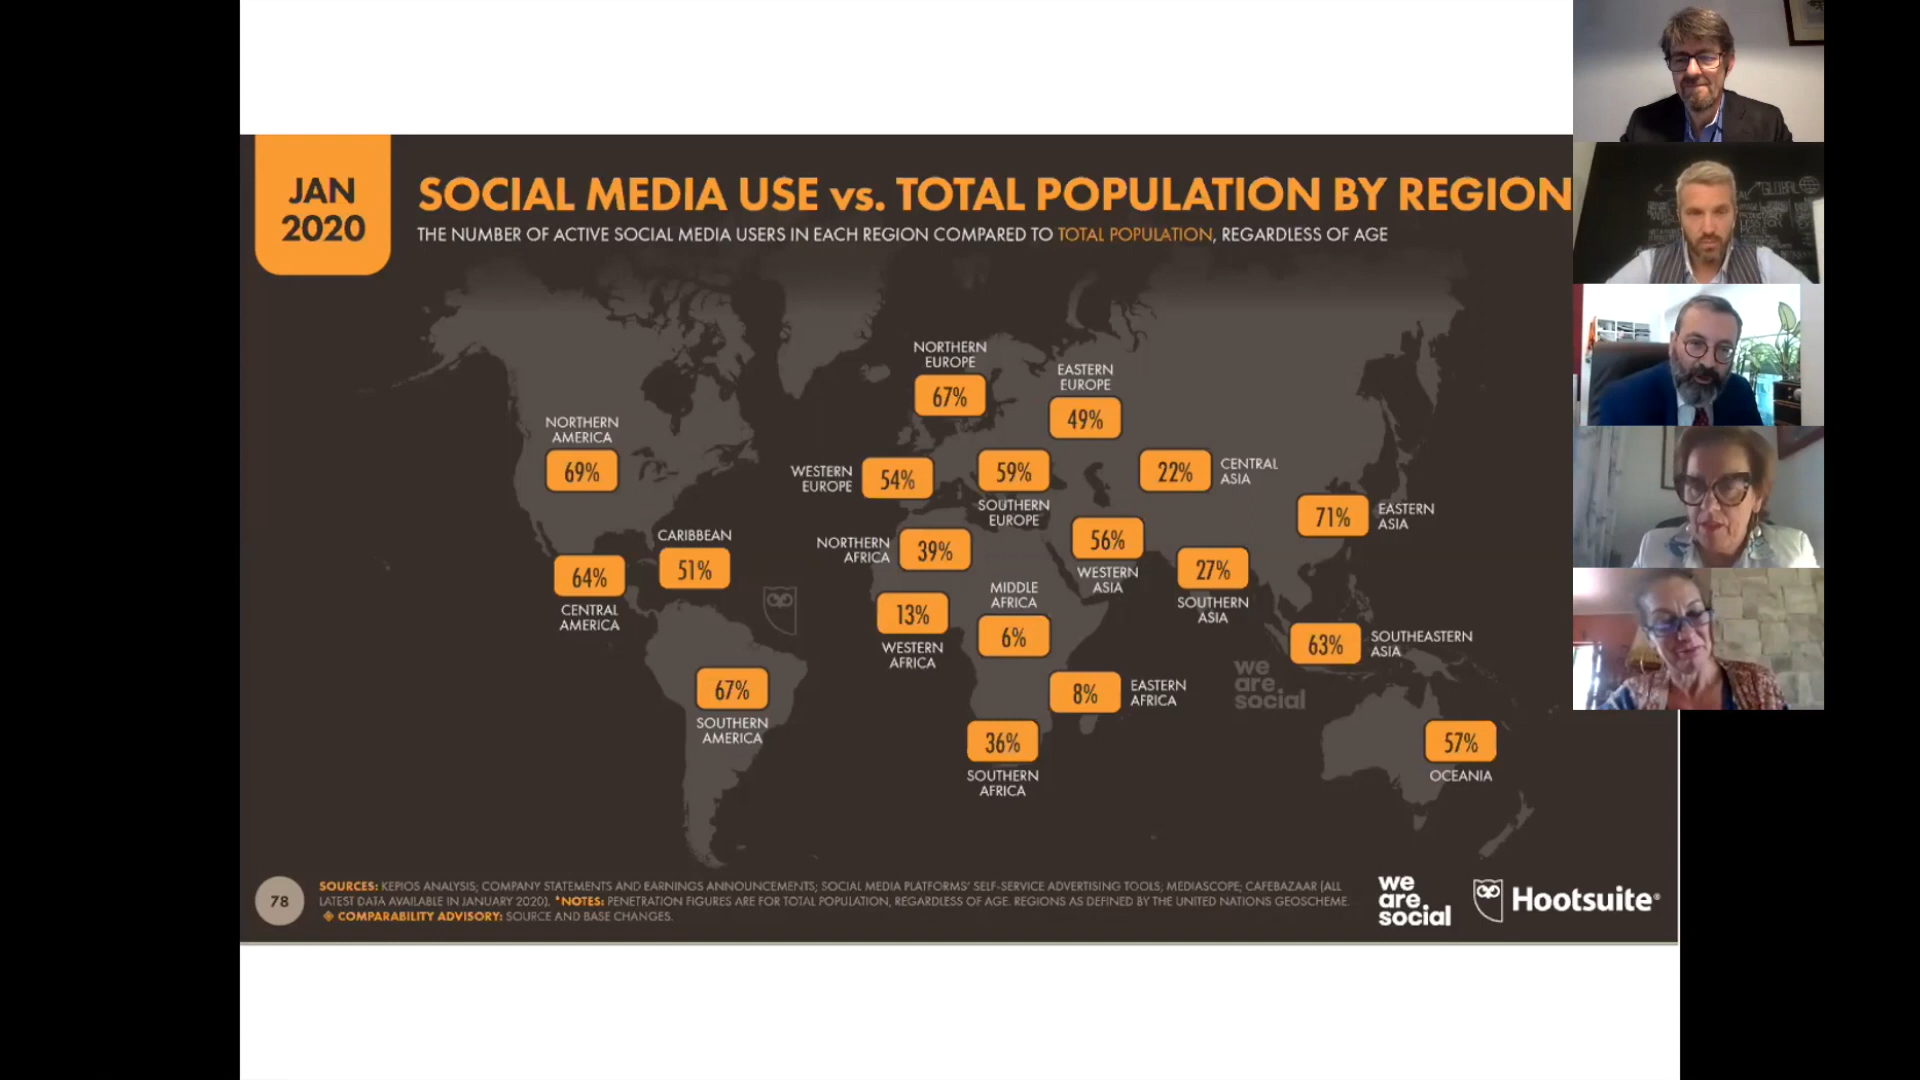 JAN
2020
SOCIAL MEDIA USE vs. TOTAL POPULATION BY REGION
THE NUMBER OF ACTIVE SOCIAL MEDIA USERS IN EACH REGION COMPARED TO TOTAL POPULATION, REGARDLESS OF AGE
NORTHERN
EUROPE
67%
EASTERN
EUROPE
49%
NORTHERN
AMERICA
69%
WESTERN
EUROPE
54%
59%
SOUTHERN
EUROPE
22%
CENTRAL
ASIA
71%
EASTERN
ASIA
CARIBBEAN
51%
64%
CENTRAL
AMERICA
NORTHERN
AFRICA
39%
56%
WESTERN
ASIA
27%
SOUTHERN
ASIA
MIDDLE
AFRICA
6%
13%
WESTERN
AFRICA
63%
SOUTHEASTERN
ASIA
we
are
social
67%
SOUTHERN
AMERICA
8%
EASTERN
AFRICA
36%
SOUTHERN
AFRICA
57%
OCEANIA
78
SOURCES: KEPIOS ANALYSIS; COMPANY STATEMENTS AND EARNINGS ANNOUNCEMENTS; SOCIAL MEDIA PLATFORMS' SELF-SERVICE ADVERTISING TOOLS; MEDIASCOPE; CAFEBAZAAR (ALL
LATEST DATA AVAILABLE IN JANUARY 2020). *NOTES: PENETRATION FIGURES ARE FOR TOTAL POPULATION, REGARDLESS OF AGE. REGIONS AS DEFINED BY THE UNITED NATIONS GEOSCHEME.
COMPARABILITY ADVISORY: SOURCE AND BASE CHANGES.
we
are
social
Hootsuite®
GLOBAL